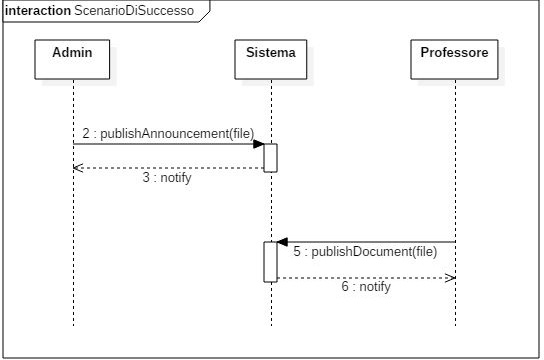 interaction ScenarioDiSuccesso
Admin
Sistema
Professore
2 : publishAnnouncement(file)
3 : notify
5 : publishDocument(file)
6 : notify